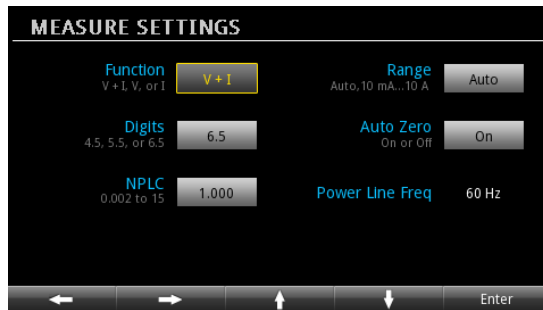 MEASURE SETTINGS
Function
V + I, V, or I
V + I
Range
Auto,10 mA...10 A
Auto
Digits
4.5, 5.5, or 6.5
6.5
Auto Zero
On or Off
On
NPLC
0.002 to 15
1.000
Power Line Freq
60 Hz
Enter